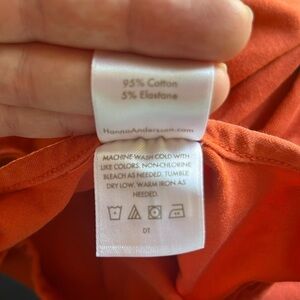 95% Cotton
5% Elastane
HannaAndersson.com
MACHINE WASH COLD WITH
LIKE COLORS. NON-CHLORINE
BLEACH AS NEEDED. TUMBLE
DRY LOW. WARM IRON AS
NEEDED.
DT